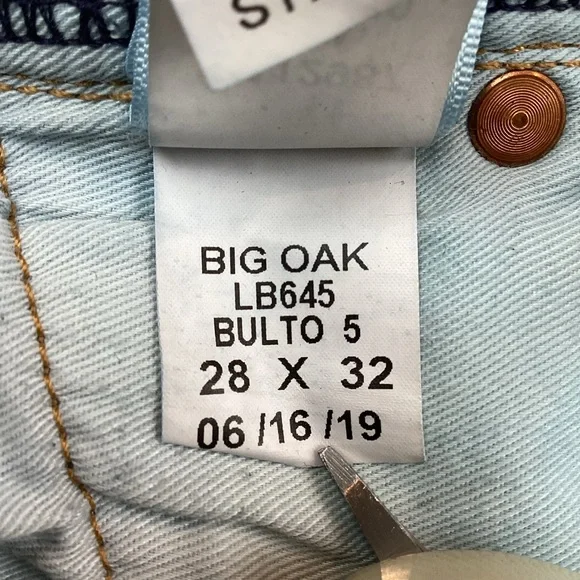 BIG OAK
LB645
BULTO 5
28 X 32
06/16/19